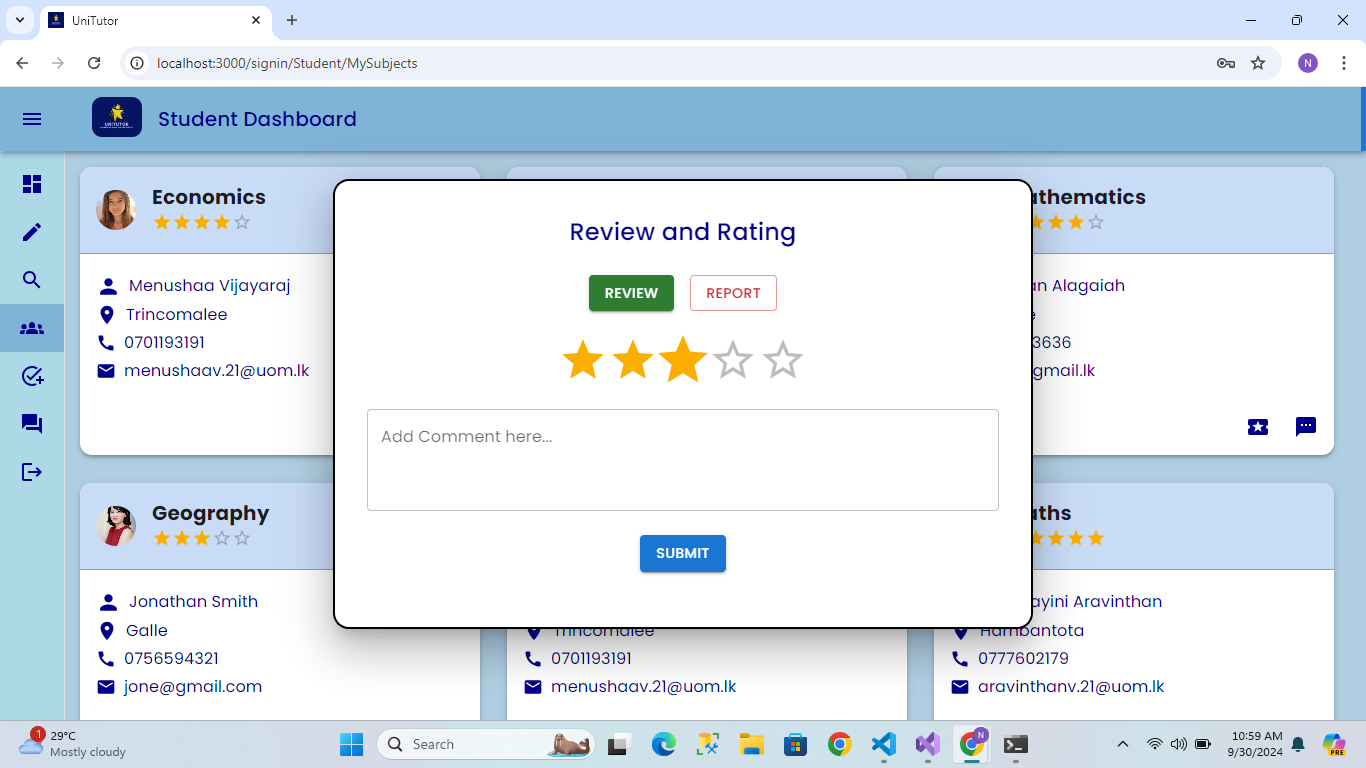 UniTutor
localhost:3000/signin/Student/MySubjects
N
UNITUTOR
Student Dashboard
Economics
athematics
Review and Rating
Menushaa Vijayaraj
an Alagaiah
REVIEW
REPORT
Trincomalee
0701193191
3636
menushaav.21@uom.lk
gmail.lk
Add Comment here...
Geography
aths
SUBMIT
Jonathan Smith
ayini Aravinthan
Galle
Trincomalee
Hambantota
0756594321
0701193191
0777602179
jone@gmail.com
menushaav.21@uom.lk
aravinthanv.21@uom.lk
1
29°C
Mostly cloudy
Search
N
10:59 AM
9/30/2024
PRE